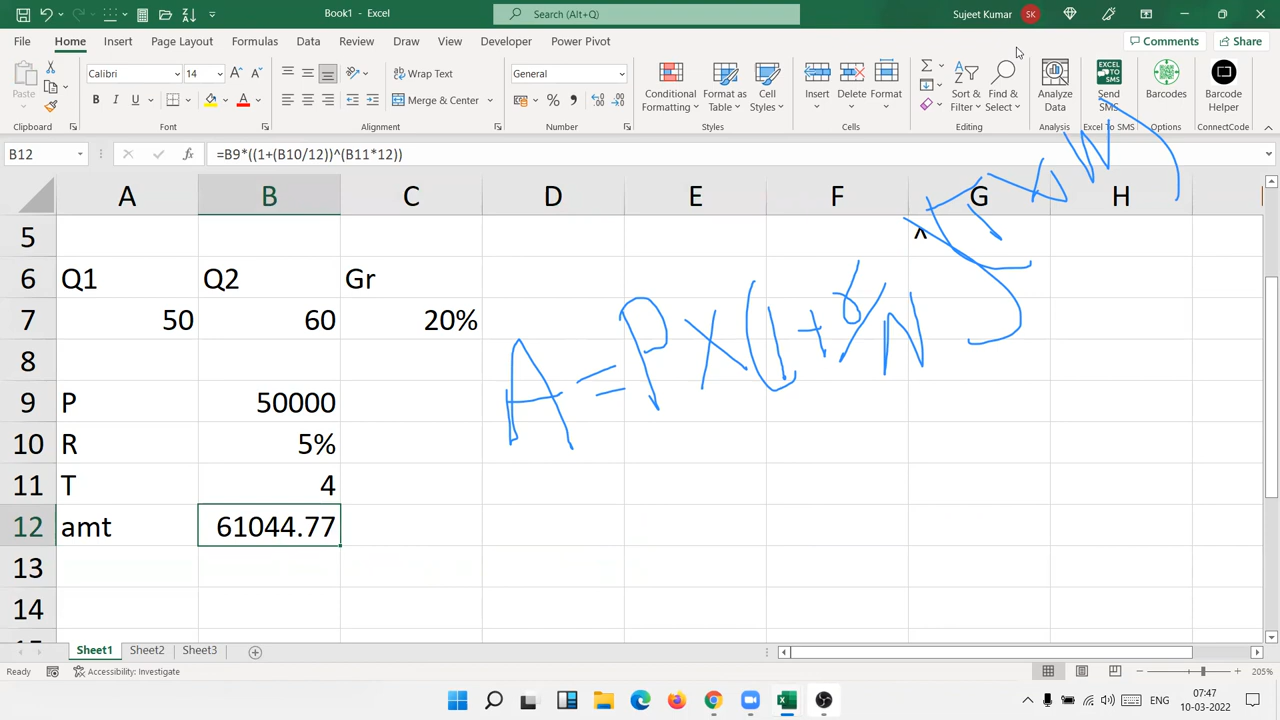 Book1 - Excel
Search (Alt+Q)
Sujeet Kumar SK
File Home Insert Page Layout Formulas Data Review View Draw Developer Power Pivot Comments Share
Paste
Calibri 14
B I U
Wrap Text
Merge & Center
General
Conditional Formatting
Format as Table
Cell Styles
Insert Delete Format
Sort & Filter
Find & Select
Analyze Data
Send SMS
Barcodes
Barcode Helper
Clipboard Font Alignment Number Styles Cells Editing Analysis Excel To SMS Options ConnectCode
B12 fx =B9*((1+(B10/12))^(B11*12))
A B C D E F G H
5 ^
6 Q1 Q2 Gr
7 50 60 20%
8
9 P 50000
10 R 5%
11 T 4
12 amt 61044.77
13
14
A=P×(1+r/N)
Sheet1 Sheet2 Sheet3
Ready Accessibility: Investigate 205%
ENG 07:47
10-03-2022